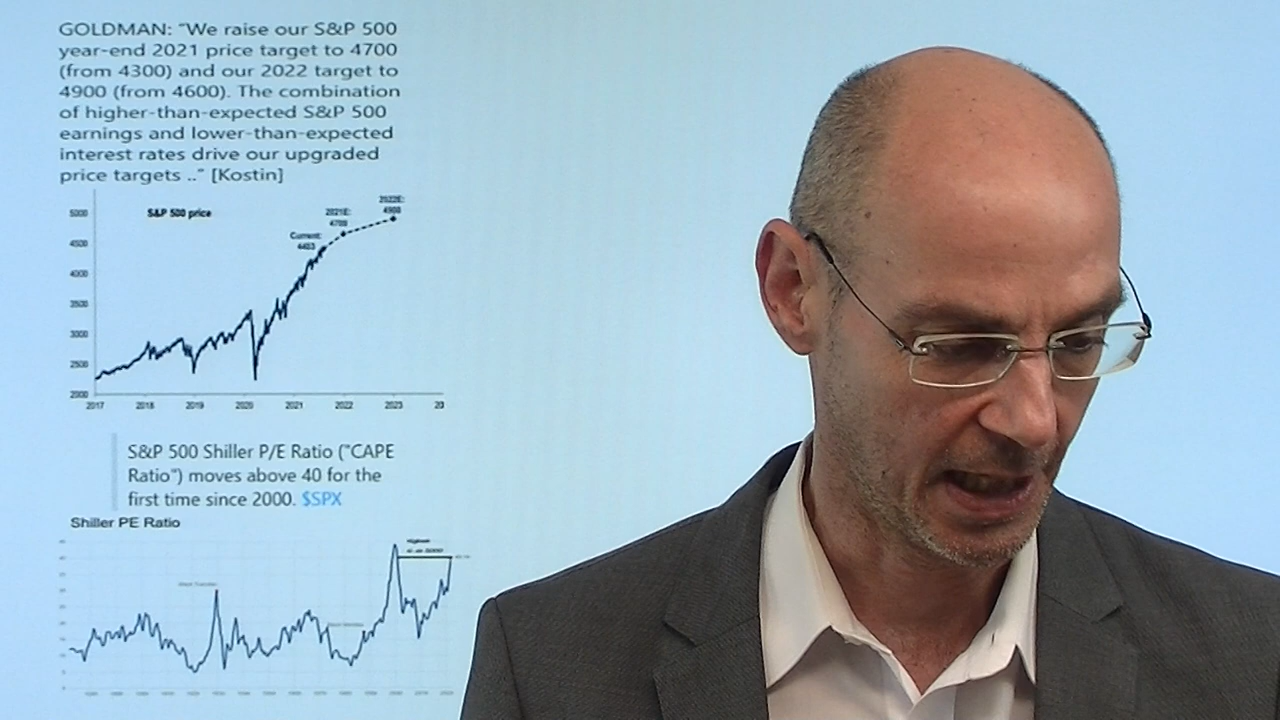 GOLDMAN: "We raise our S&P 500
year-end 2021 price target to 4700
(from 4300) and our 2022 target to
4900 (from 4600). The combination
of higher-than-expected S&P 500
earnings and lower-than-expected
interest rates drive our upgraded
price targets .." [Kostin]
S&P 500 price
2022E:
4900
2021E:
4700
Current:
4403
5000
4500
4000
3500
3000
2500
2000
2017 2018 2019 2020 2021 2022 2023 20
S&P 500 Shiller P/E Ratio ("CAPE
Ratio") moves above 40 for the
first time since 2000. $SPX
Shiller PE Ratio
Highest